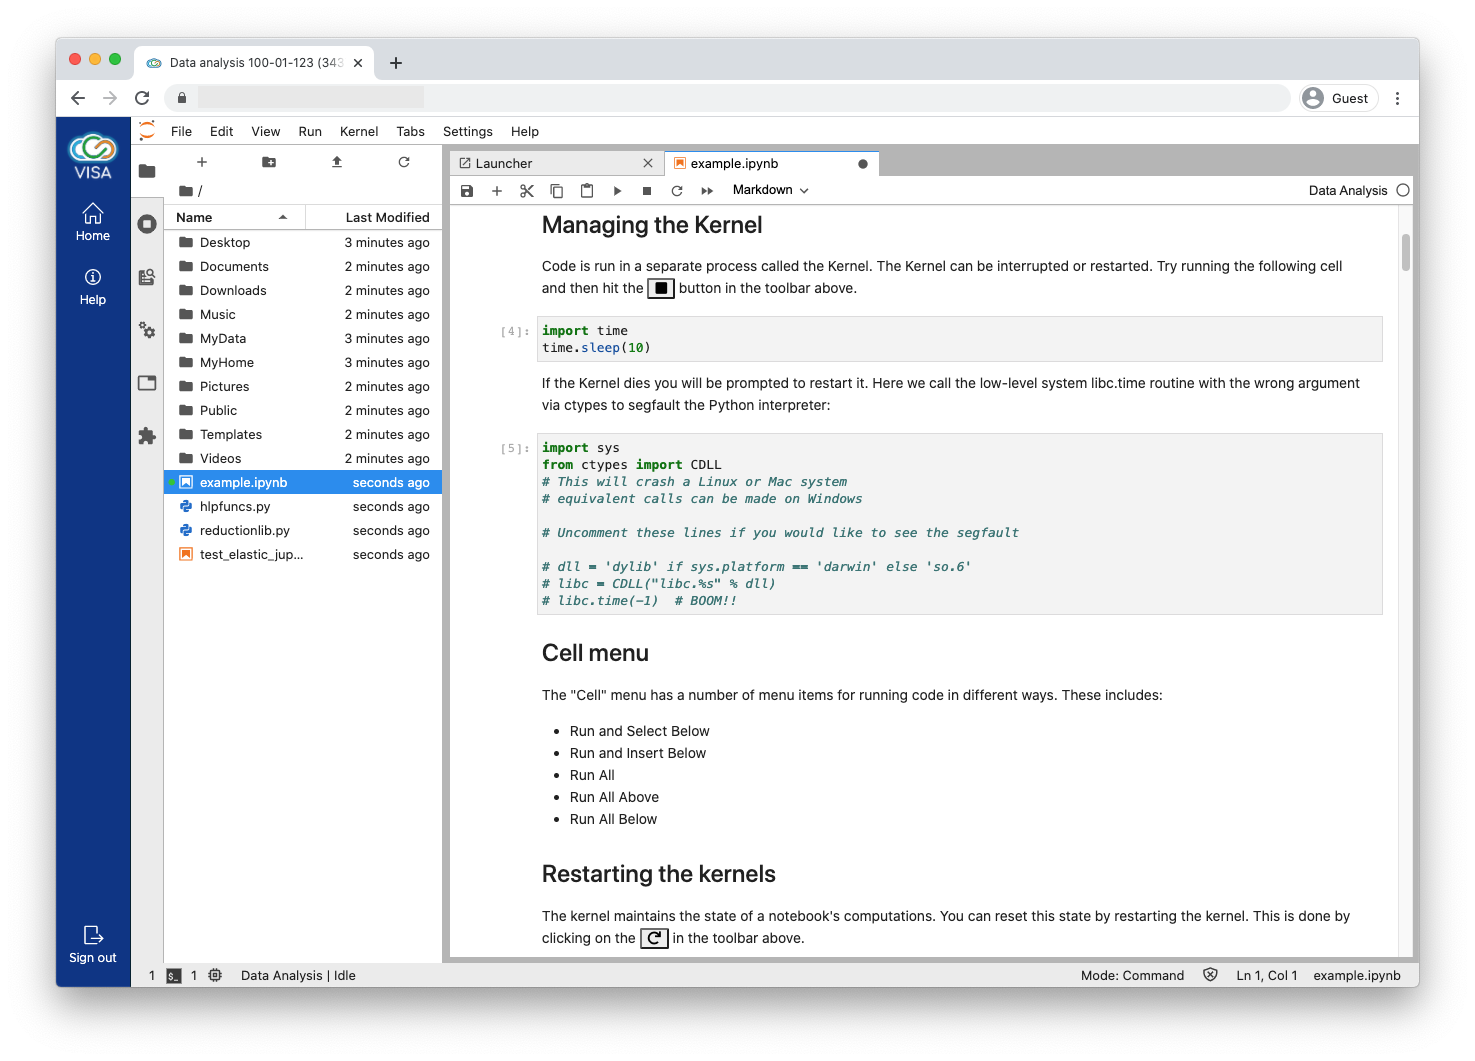 Data analysis 100-01-123 (343
Guest
VISA
Home
Help
Sign out
File Edit View Run Kernel Tabs Settings Help
/
Name Last Modified
Desktop 3 minutes ago
Documents 2 minutes ago
Downloads 2 minutes ago
Music 2 minutes ago
MyData 3 minutes ago
MyHome 3 minutes ago
Pictures 2 minutes ago
Public 2 minutes ago
Templates 2 minutes ago
Videos 2 minutes ago
example.ipynb seconds ago
hlpfuncs.py seconds ago
reductionlib.py seconds ago
test_elastic_jup... seconds ago
Launcher
example.ipynb
Markdown
Data Analysis
Managing the Kernel
Code is run in a separate process called the Kernel. The Kernel can be interrupted or restarted. Try running the following cell
and then hit the button in the toolbar above.
[4]: import time
time.sleep(10)
If the Kernel dies you will be prompted to restart it. Here we call the low-level system libc.time routine with the wrong argument
via ctypes to segfault the Python interpreter:
[5]: import sys
from ctypes import CDLL
# This will crash a Linux or Mac system
# equivalent calls can be made on Windows
# Uncomment these lines if you would like to see the segfault
# dll = 'dylib' if sys.platform == 'darwin' else 'so.6'
# libc = CDLL("libc.%s" % dll)
# libc.time(-1)  # BOOM!!
Cell menu
The "Cell" menu has a number of menu items for running code in different ways. These includes:
• Run and Select Below
• Run and Insert Below
• Run All
• Run All Above
• Run All Below
Restarting the kernels
The kernel maintains the state of a notebook's computations. You can reset this state by restarting the kernel. This is done by
clicking on the in the toolbar above.
1 $_ 1 Data Analysis | Idle
Mode: Command Ln 1, Col 1 example.ipynb